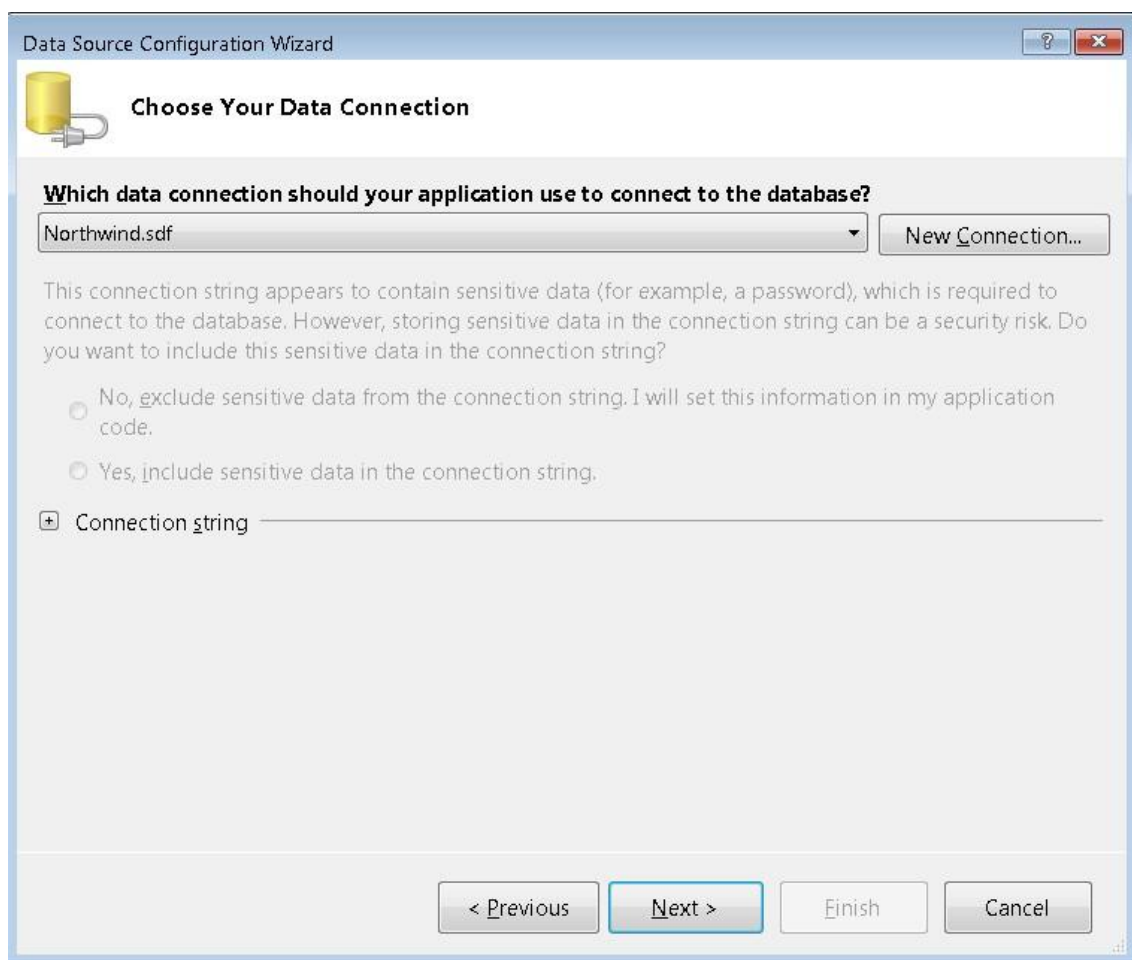 Data Source Configuration Wizard
?
Choose Your Data Connection
Which data connection should your application use to connect to the database?
Northwind.sdf
New Connection...
This connection string appears to contain sensitive data (for example, a password), which is required to
connect to the database. However, storing sensitive data in the connection string can be a security risk. Do
you want to include this sensitive data in the connection string?
No, exclude sensitive data from the connection string. I will set this information in my application
code.
Yes, include sensitive data in the connection string.
Connection string
< Previous
Next >
Finish
Cancel